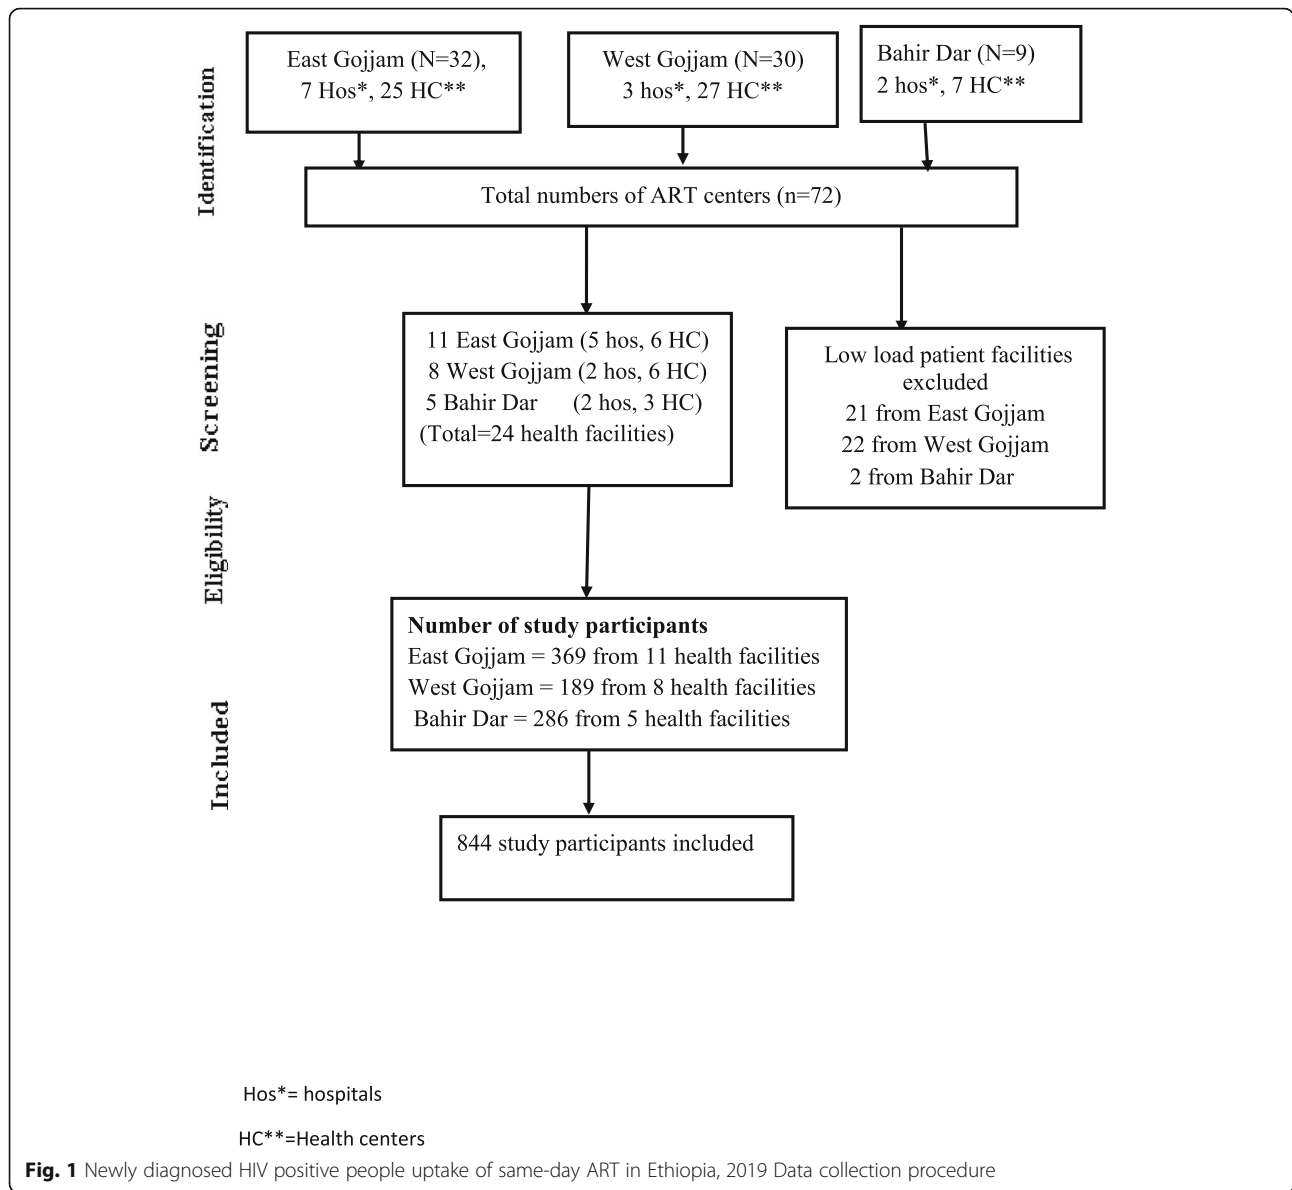 Identification
East Gojjam (N=32),
7 Hos*, 25 HC**
West Gojjam (N=30)
3 hos*, 27 HC**
Bahir Dar (N=9)
2 hos*, 7 HC**
Total numbers of ART centers (n=72)
Screening
11 East Gojjam (5 hos, 6 HC)
8 West Gojjam (2 hos, 6 HC)
5 Bahir Dar (2 hos, 3 HC)
(Total=24 health facilities)
Low load patient facilities
excluded
21 from East Gojjam
22 from West Gojjam
2 from Bahir Dar
Eligibility
Number of study participants
East Gojjam = 369 from 11 health facilities
West Gojjam = 189 from 8 health facilities
Bahir Dar = 286 from 5 health facilities
Included
844 study participants included
Hos*= hospitals
HC**=Health centers
Fig. 1 Newly diagnosed HIV positive people uptake of same-day ART in Ethiopia, 2019 Data collection procedure